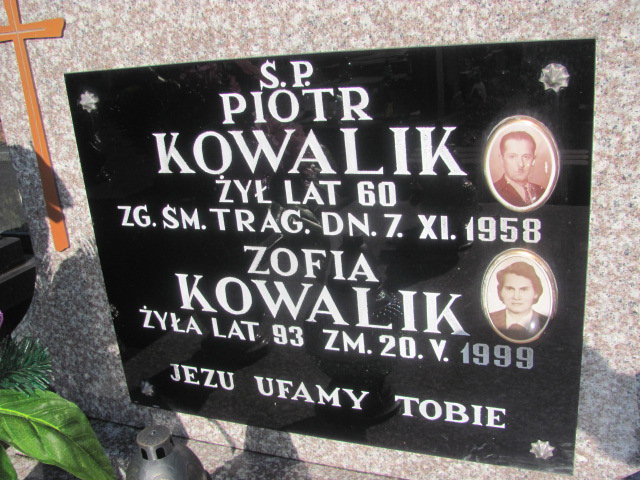 Ś.P.
PIOTR
KOWALIK
ŻYŁ LAT 60
ZG. ŚM. TRAG. DN. 7. XI. 1958
ZOFIA
KOWALIK
ŻYŁA LAT 93 ZM. 20. V. 1999
JEZU UFAMY TOBIE